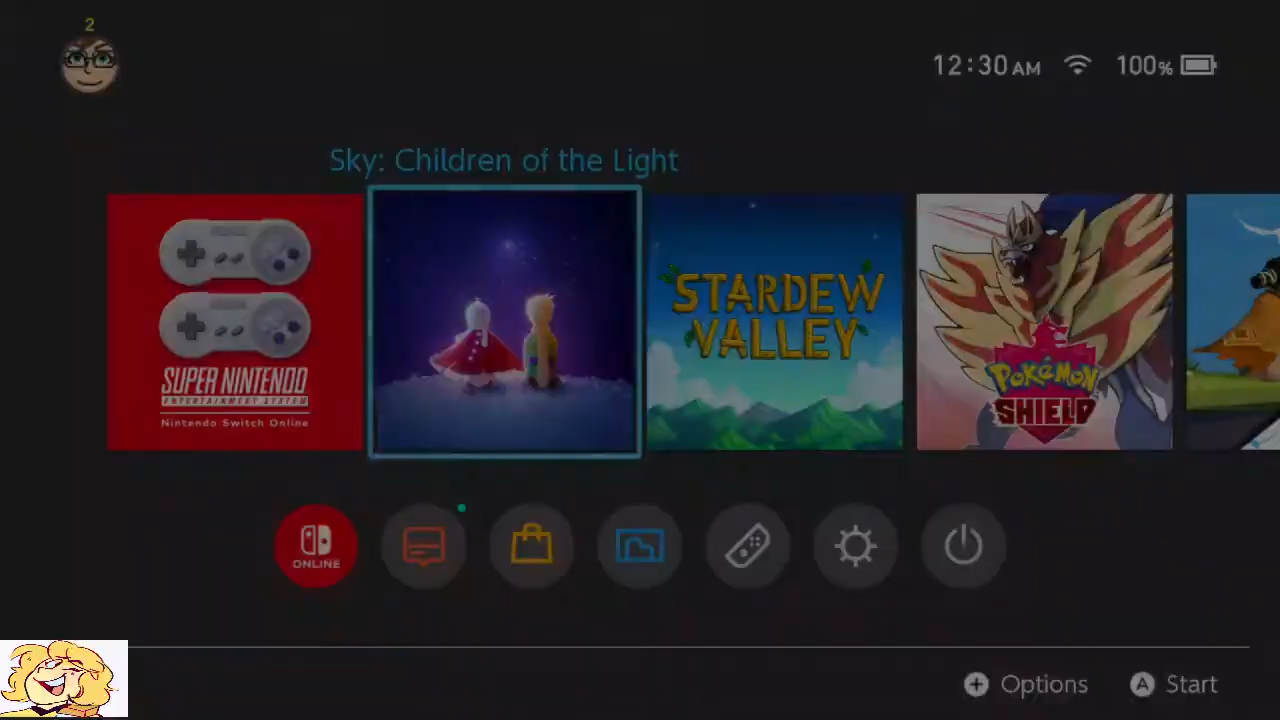 2
12:30 AM
100%
Sky: Children of the Light
SUPER NINTENDO
ENTERTAINMENT SYSTEM
Nintendo Switch Online
STARDEW
VALLEY
POKéMON
SHIELD
ONLINE
Options
A
Start